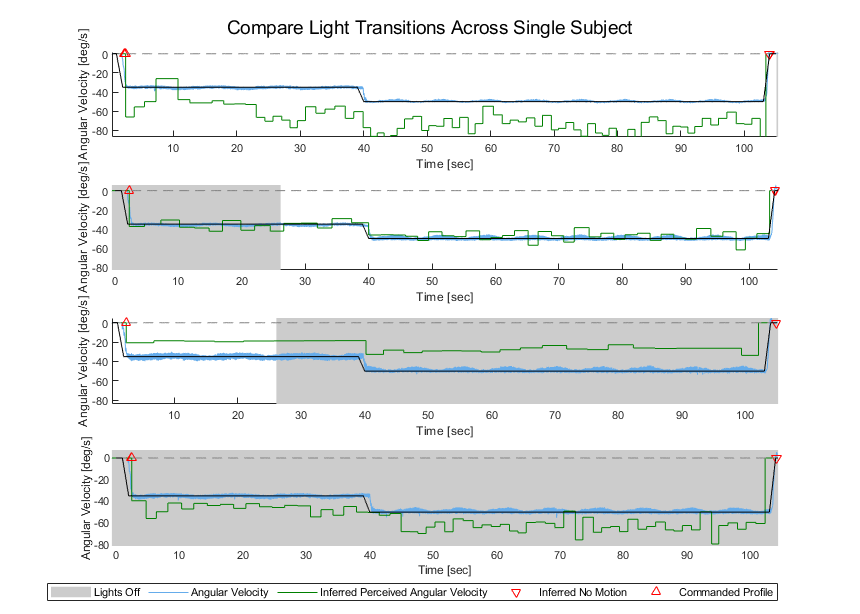 Compare Light Transitions Across Single Subject
Angular Velocity [deg/s]
0
-20
-40
-60
-80
10 20 30 40 50 60 70 80 90 100
Time [sec]
Angular Velocity [deg/s]
0
-20
-40
-60
-80
0 10 20 30 40 50 60 70 80 90 100
Time [sec]
Angular Velocity [deg/s]
0
-20
-40
-60
-80
10 20 30 40 50 60 70 80 90 100
Time [sec]
Angular Velocity [deg/s]
0
-20
-40
-60
-80
0 10 20 30 40 50 60 70 80 90 100
Time [sec]
Lights Off Angular Velocity Inferred Perceived Angular Velocity Inferred No Motion Commanded Profile